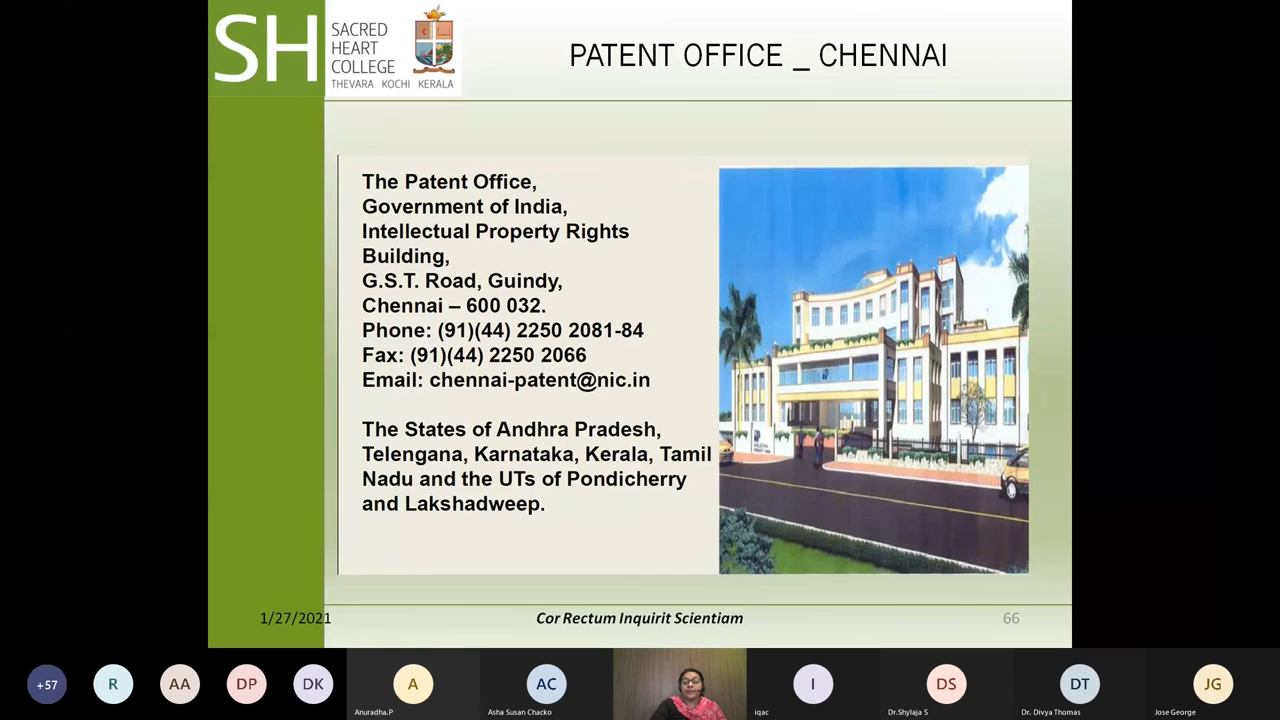 SH
SACRED
HEART
COLLEGE
THEVARA KOCHI KERALA
PATENT OFFICE _ CHENNAI
The Patent Office,
Government of India,
Intellectual Property Rights
Building,
G.S.T. Road, Guindy,
Chennai – 600 032.
Phone: (91)(44) 2250 2081-84
Fax: (91)(44) 2250 2066
Email: chennai-patent@nic.in
The States of Andhra Pradesh,
Telengana, Karnataka, Kerala, Tamil
Nadu and the UTs of Pondicherry
and Lakshadweep.
1/27/2021
Cor Rectum Inquirit Scientiam
66
+57
R
AA
DP
DK
A
AC
I
DS
DT
JG
Anuradha.P
Asha Susan Chacko
iqac
Dr.Shylaja S
Dr. Divya Thomas
Jose George